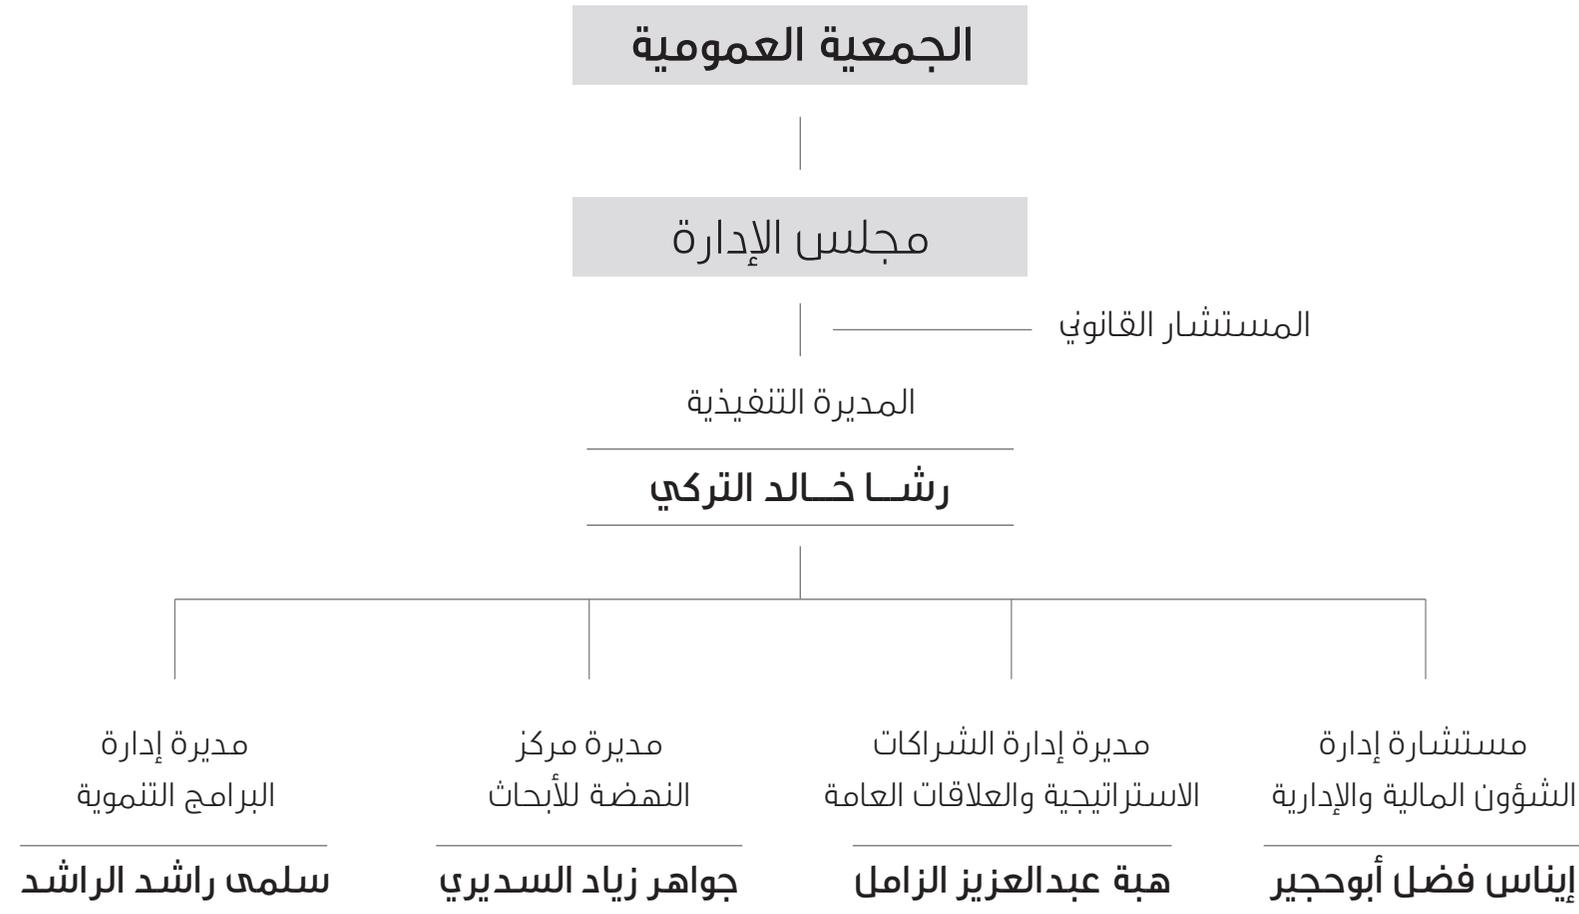 الجمعية العمومية
مجلس الإدارة
المستشار القانوني
المديرة التنفيذية
رشــا خــالد التركي
مستشارة إدارة
الشؤون المالية والإدارية
إيناس فضل أبوحجير
مديرة إدارة الشراكات
الاستراتيجية والعلاقات العامة
هبة عبدالعزيز الزامل
مديرة مركز
النهضة للأبحاث
جواهر زياد السديري
مديرة إدارة
البرامج التنموية
سلمى راشد الراشد